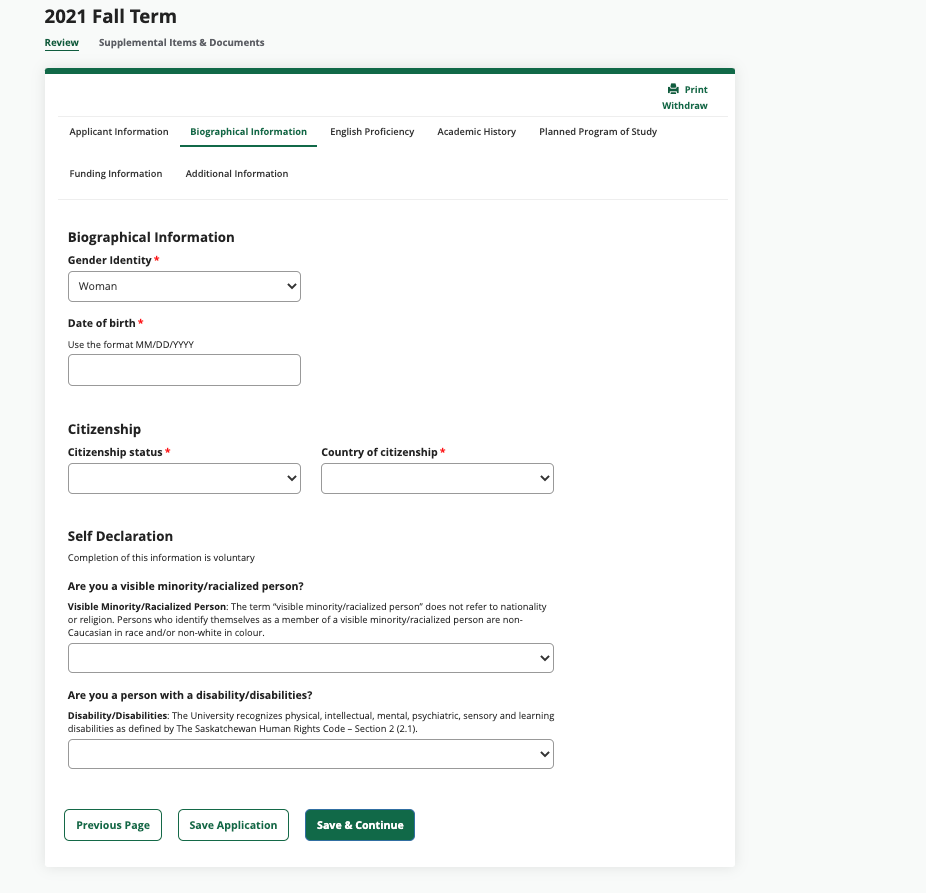 2021 Fall Term
Review Supplemental Items & Documents
Print
Withdraw
Applicant Information Biographical Information English Proficiency Academic History Planned Program of Study
Funding Information Additional Information
Biographical Information
Gender Identity *
Woman
Date of birth *
Use the format MM/DD/YYYY
Citizenship
Citizenship status * Country of citizenship *
Self Declaration
Completion of this information is voluntary
Are you a visible minority/racialized person?
Visible Minority/Racialized Person: The term “visible minority/racialized person” does not refer to nationality
or religion. Persons who identify themselves as a member of a visible minority/racialized person are non-
Caucasian in race and/or non-white in colour.
Are you a person with a disability/disabilities?
Disability/Disabilities: The University recognizes physical, intellectual, mental, psychiatric, sensory and learning
disabilities as defined by The Saskatchewan Human Rights Code – Section 2 (2.1).
Previous Page Save Application Save & Continue